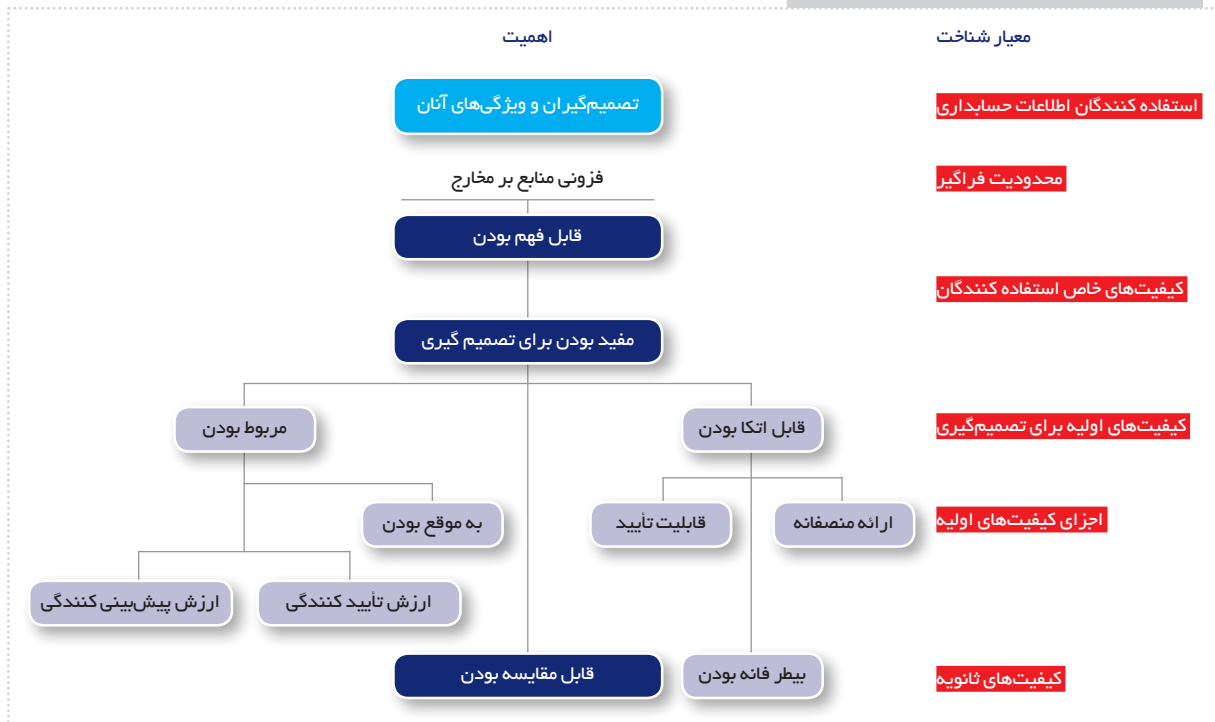 معیار شناخت
اهمیت
استفاده کنندگان اطلاعات حسابداری
تصمیم‌گیران و ویژگی‌های آنان
محدودیت فراگیر
فزونی منابع بر مخارج
قابل فهم بودن
کیفیت‌های خاص استفاده کنندگان
مفید بودن برای تصمیم گیری
کیفیت‌های اولیه برای تصمیم‌گیری
قابل اتکا بودن
مربوط بودن
اجزای کیفیت‌های اولیه
ارائه منصفانه
قابلیت تأیید
به موقع بودن
ارزش تأیید کنندگی
ارزش پیش‌بینی کنندگی
کیفیت‌های ثانویه
بیطر فانه بودن
قابل مقایسه بودن